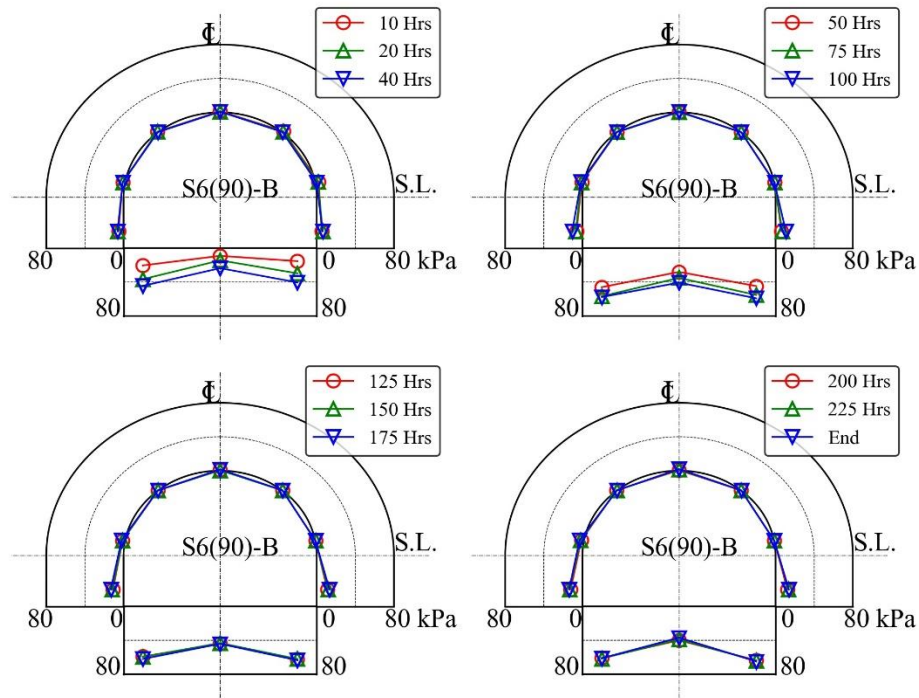 ℄
10 Hrs
20 Hrs
40 Hrs
S6(90)-B
S.L.
80
0
0
80 kPa
80
80
℄
50 Hrs
75 Hrs
100 Hrs
S6(90)-B
S.L.
80
0
0
80 kPa
80
80
℄
125 Hrs
150 Hrs
175 Hrs
S6(90)-B
S.L.
80
0
0
80 kPa
80
80
℄
200 Hrs
225 Hrs
End
S6(90)-B
S.L.
80
0
0
80 kPa
80
80